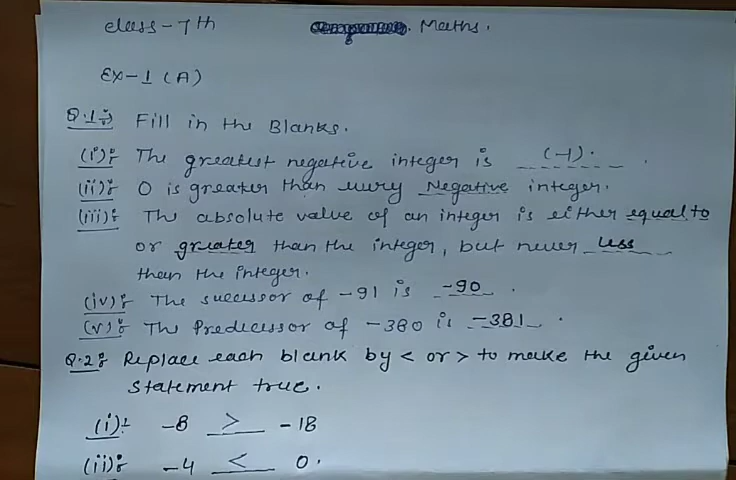 class-7th Maths.
Ex-1 (A)
Q.1:- Fill in the Blanks.
(i):- The greatest negative integer is (-1).
(ii):- 0 is greater than every Negative integer.
(iii):- The absolute value of an integer is either equal to
or greater than the integer, but never less
than the integer.
(iv):- The successor of -91 is -90.
(v):- The Predecessor of -380 is -381.
Q.2:- Replace each blank by < or > to make the given
Statement true.
(i):- -8 > -18
(ii):- -4 < 0.